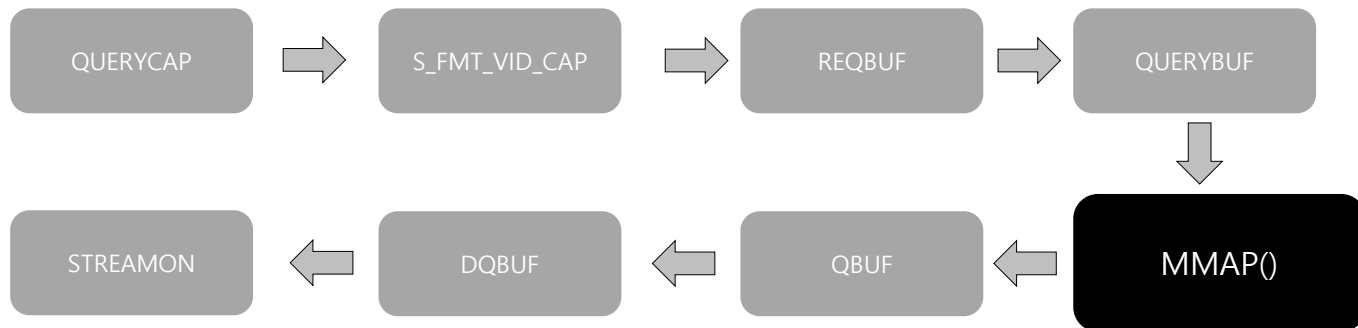 QUERYCAP
S_FMT_VID_CAP
REQBUF
QUERYBUF
MMAP()
QBUF
DQBUF
STREAMON